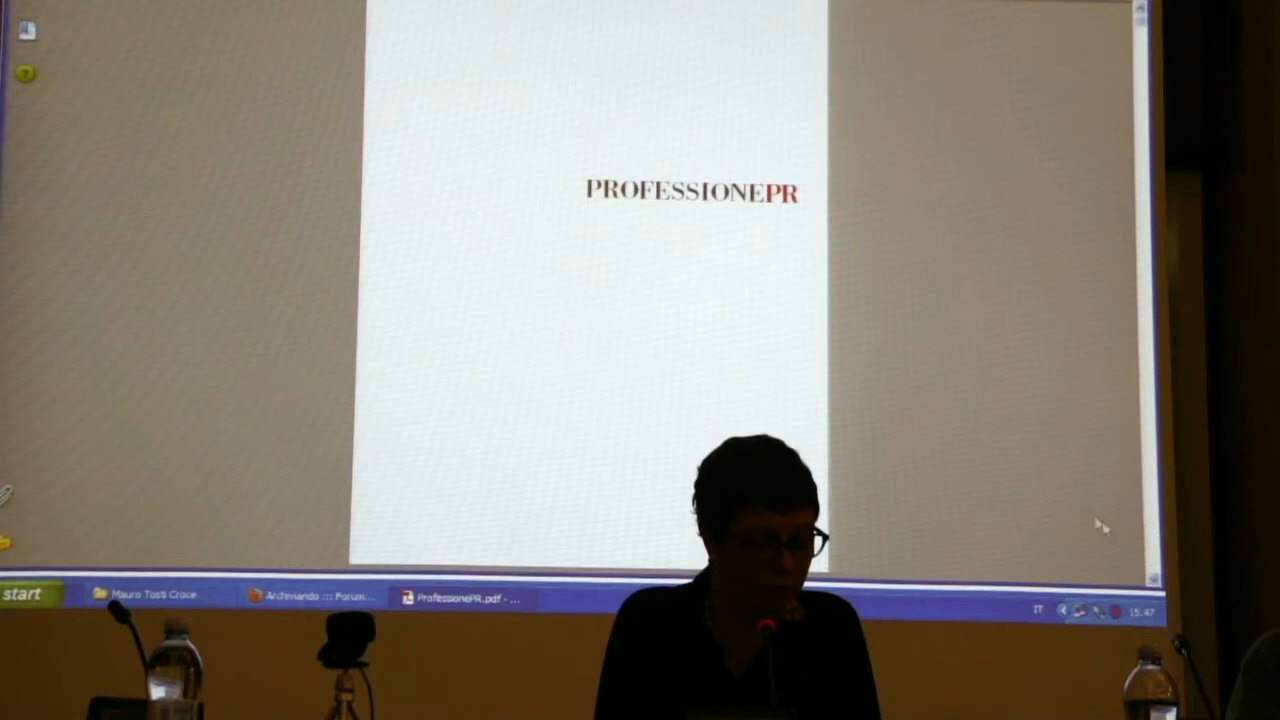 PROFESSIONEPR
start
Mauro Tosti Croce
Archiviando ::: Forum...
ProfessionePR.pdf - ...
IT
15.47